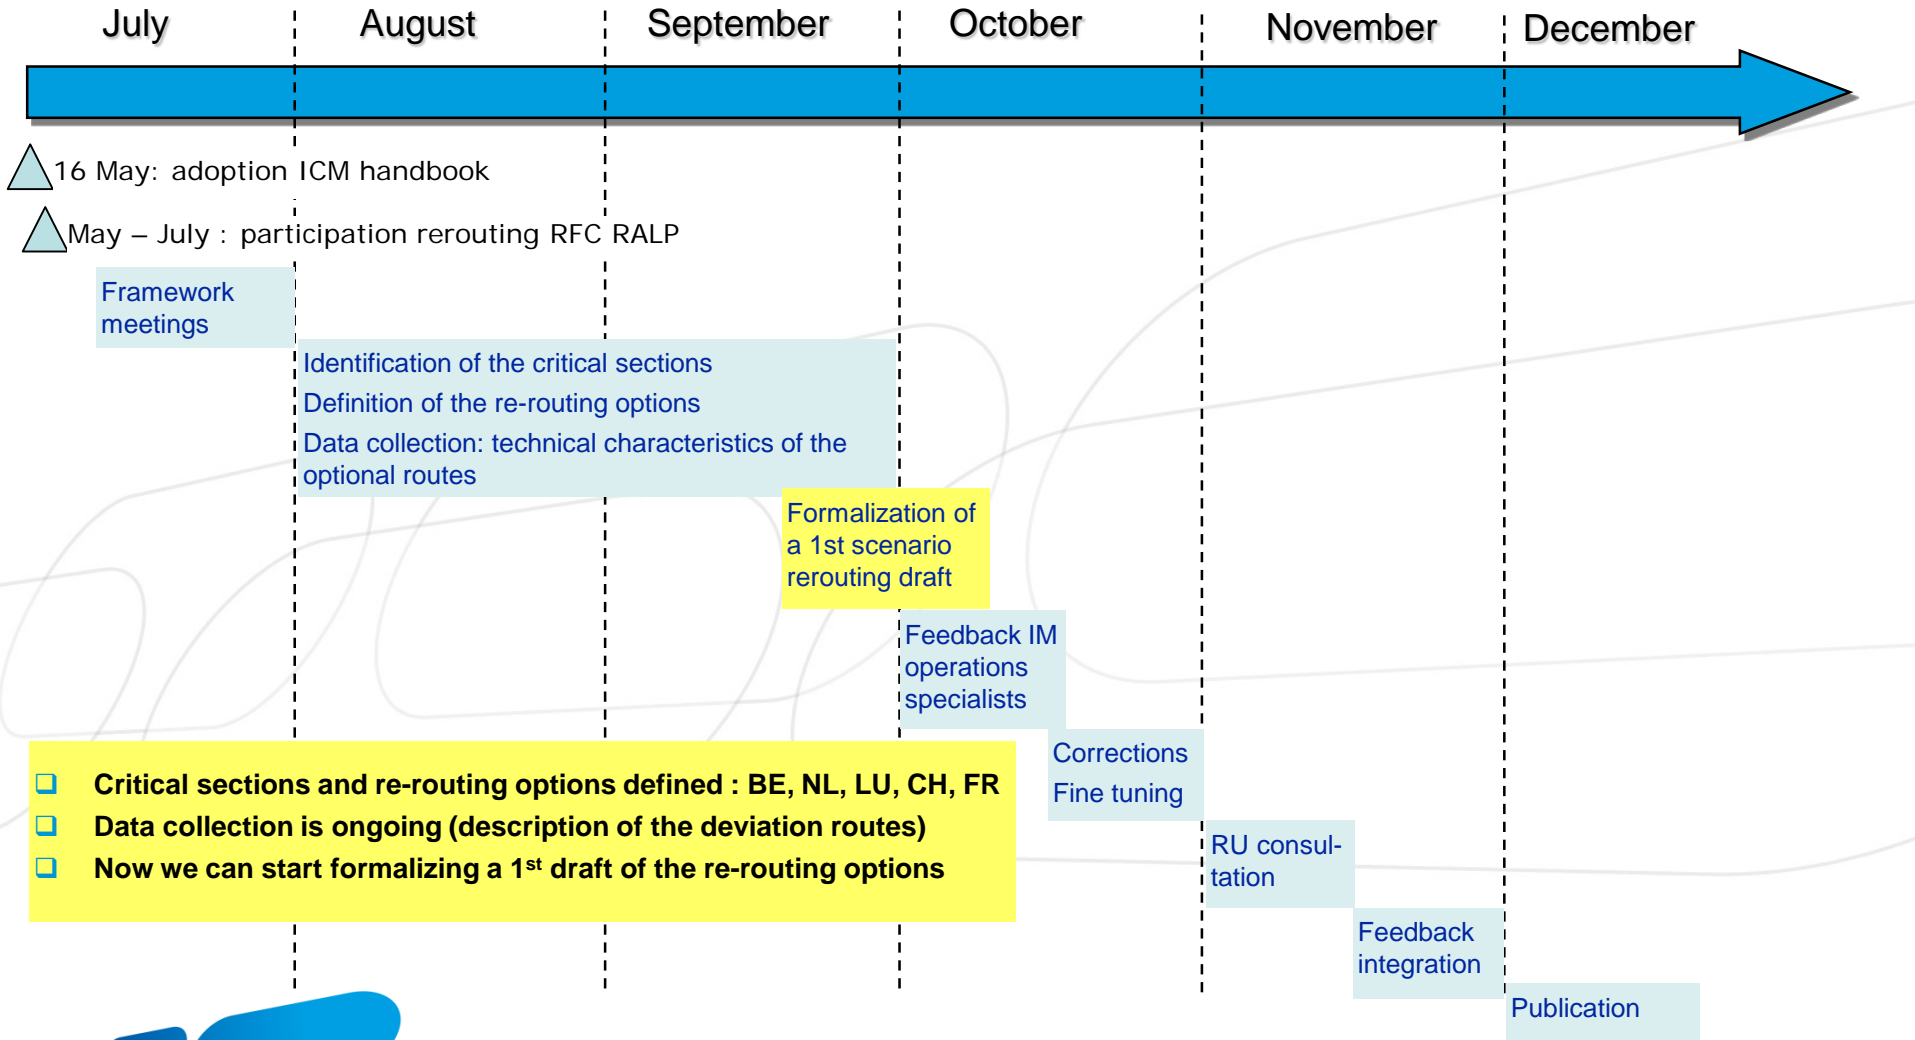 July August September October November December
16 May: adoption ICM handbook
May – July : participation rerouting RFC RALP
Framework
meetings
Identification of the critical sections
Definition of the re-routing options
Data collection: technical characteristics of the
optional routes
Formalization of
a 1st scenario
rerouting draft
Feedback IM
operations
specialists
Corrections
Fine tuning
Critical sections and re-routing options defined : BE, NL, LU, CH, FR
Data collection is ongoing (description of the deviation routes)
Now we can start formalizing a 1st draft of the re-routing options
RU consul-
tation
Feedback
integration
Publication